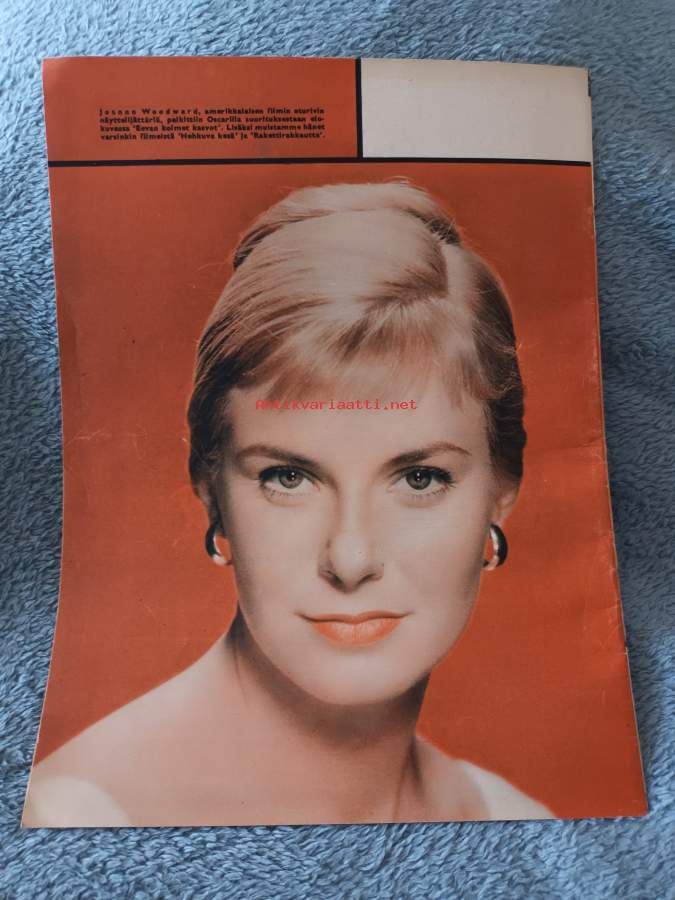 Joanne Woodward, amerikkalaisen filmin eturivin
näyttelijättäriä, palkittiin Oscarilla suorituksestaan elo-
kuvassa 'Eevan kolmet kasvot'. Lisäksi muistamme hänet
varsinkin filmeistä 'Hehkuva kesä' ja 'Rakettirakkautta'.
Antikvariaatti.net